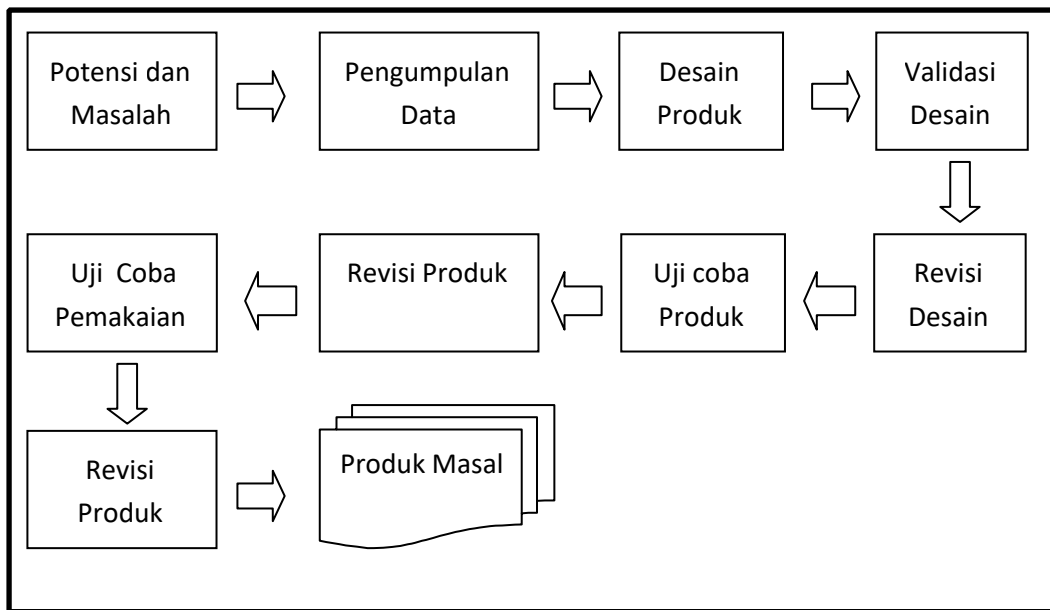 Potensi dan
Masalah
Pengumpulan
Data
Desain
Produk
Validasi
Desain
Revisi
Desain
Uji coba
Produk
Revisi Produk
Uji Coba
Pemakaian
Revisi
Produk
Produk Masal